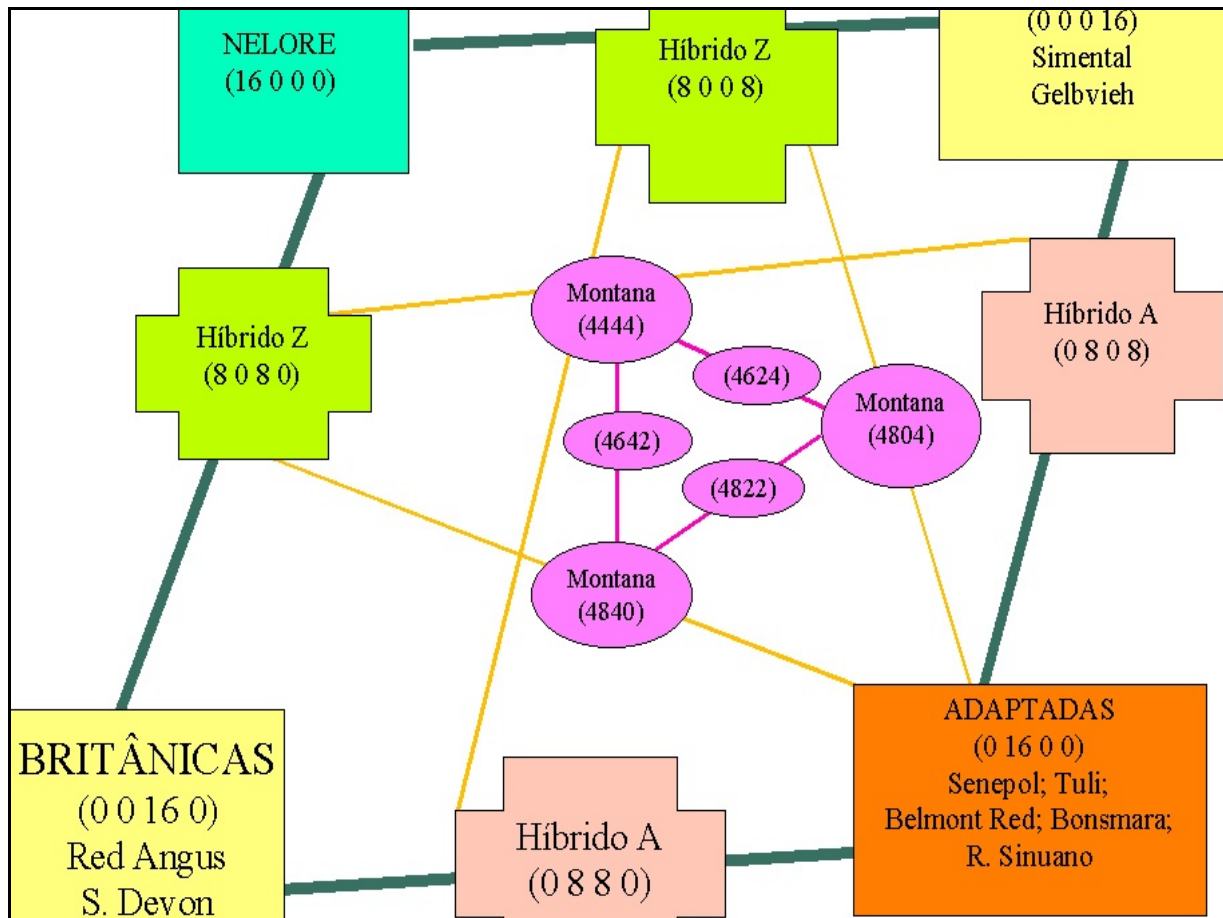 NELORE
(16 0 0 0)
Híbrido Z
(8 0 0 8)
(0 0 0 16)
Simental
Gelbvieh
Híbrido Z
(8 0 8 0)
Montana
(4444)
(4624)
Híbrido A
(0 8 0 8)
(4642)
Montana
(4804)
(4822)
Montana
(4840)
BRITÂNICAS
(0 0 16 0)
Red Angus
S. Devon
Híbrido A
(0 8 8 0)
ADAPTADAS
(0 16 0 0)
Senepol; Tuli;
Belmont Red; Bonsmara;
R. Sinuano